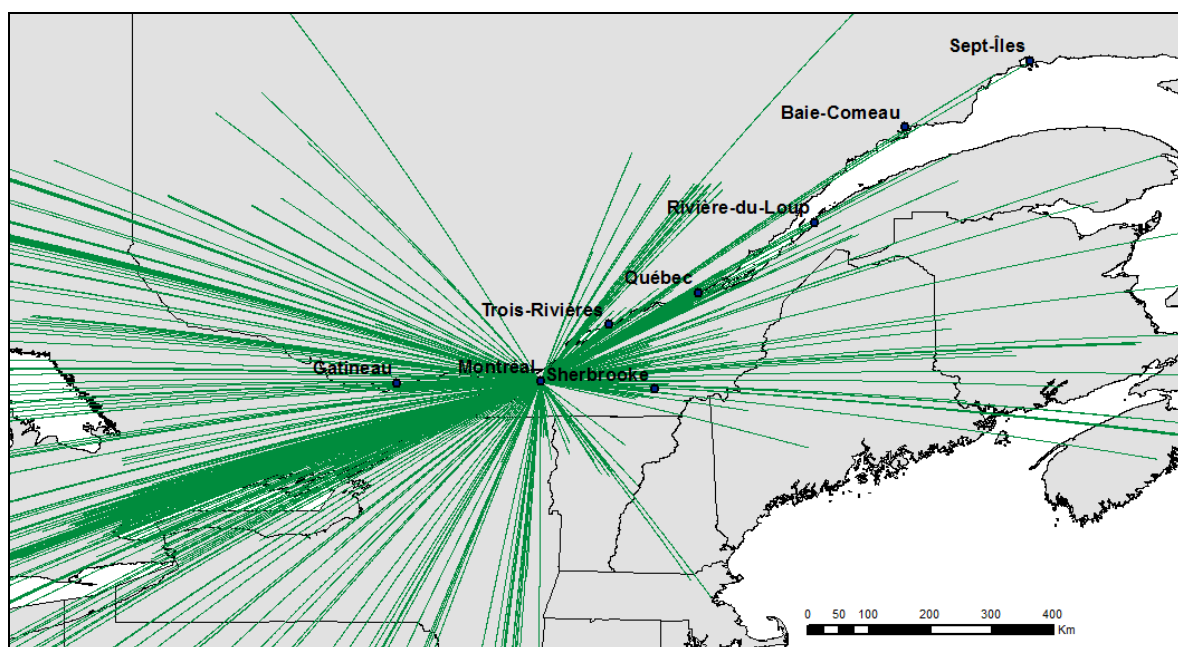 Sept-Îles
Baie-Comeau
Rivière-du-Loup
Québec
Trois-Rivières
Gatineau
Montréal
Sherbrooke
0 50 100 200 300 400
Km